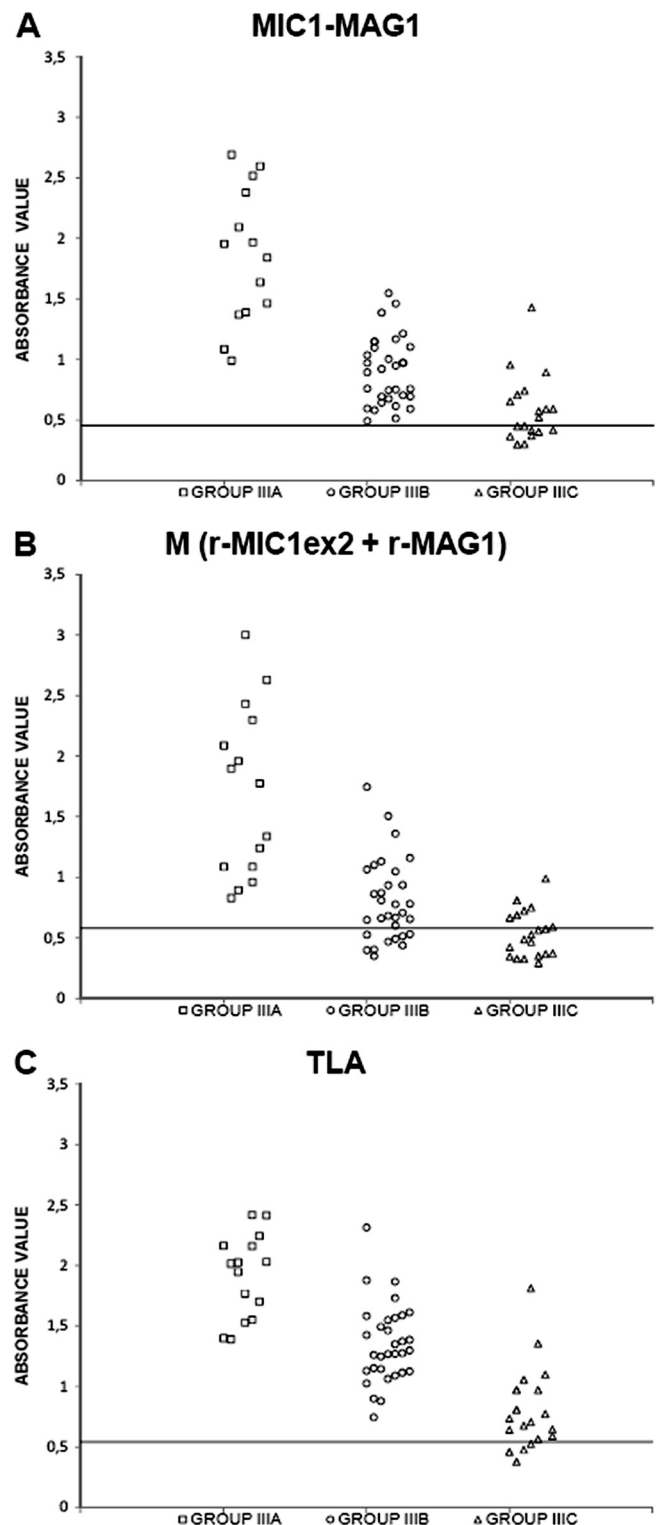 A MIC1-MAG1
3,5
3
2,5
2
1,5
1
0,5
0
ABSORBANCE VALUE
GROUP IIIA GROUP IIIB GROUP IIIC
B M (r-MIC1ex2 + r-MAG1)
3,5
3
2,5
2
1,5
1
0,5
0
ABSORBANCE VALUE
GROUP IIIA GROUP IIIB GROUP IIIC
C TLA
3,5
3
2,5
2
1,5
1
0,5
0
ABSORBANCE VALUE
GROUP IIIA GROUP IIIB GROUP IIIC